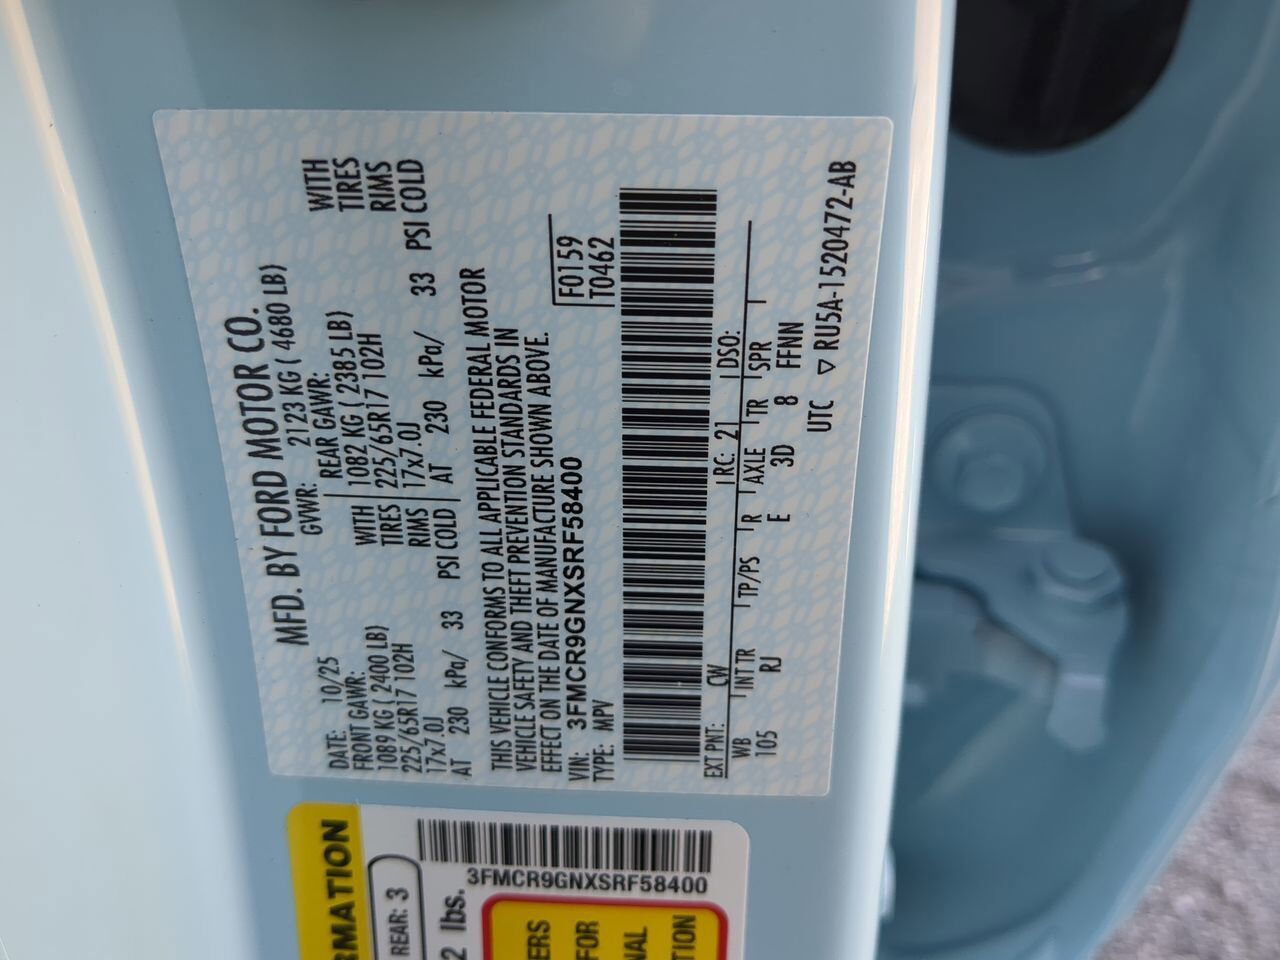 MFD. BY FORD MOTOR CO.
DATE: 10/25 GVWR: 2123 KG ( 4680 LB)
FRONT GAWR: REAR GAWR:
1089 KG ( 2400 LB) WITH 1082 KG ( 2385 LB) WITH
225/65R17 102H TIRES 225/65R17 102H TIRES
17x7.0J RIMS 17x7.0J RIMS
AT 230 kPa/ 33 PSI COLD AT 230 kPa/ 33 PSI COLD
THIS VEHICLE CONFORMS TO ALL APPLICABLE FEDERAL MOTOR
VEHICLE SAFETY AND THEFT PREVENTION STANDARDS IN
EFFECT ON THE DATE OF MANUFACTURE SHOWN ABOVE.
VIN: 3FMCR9GNXSRF58400 F0159
TYPE: MPV T0462
EXT PNT: CW RC: 21 DSO:
WB INT TR TP/PS R AXLE TR SPR
105 RJ E 3D 8 FFNN
UTC ▽ RU5A-1520472-AB
RMATION
REAR: 3
3FMCR9GNXSRF58400
2 lbs.
ERS
FOR
NAL
TION